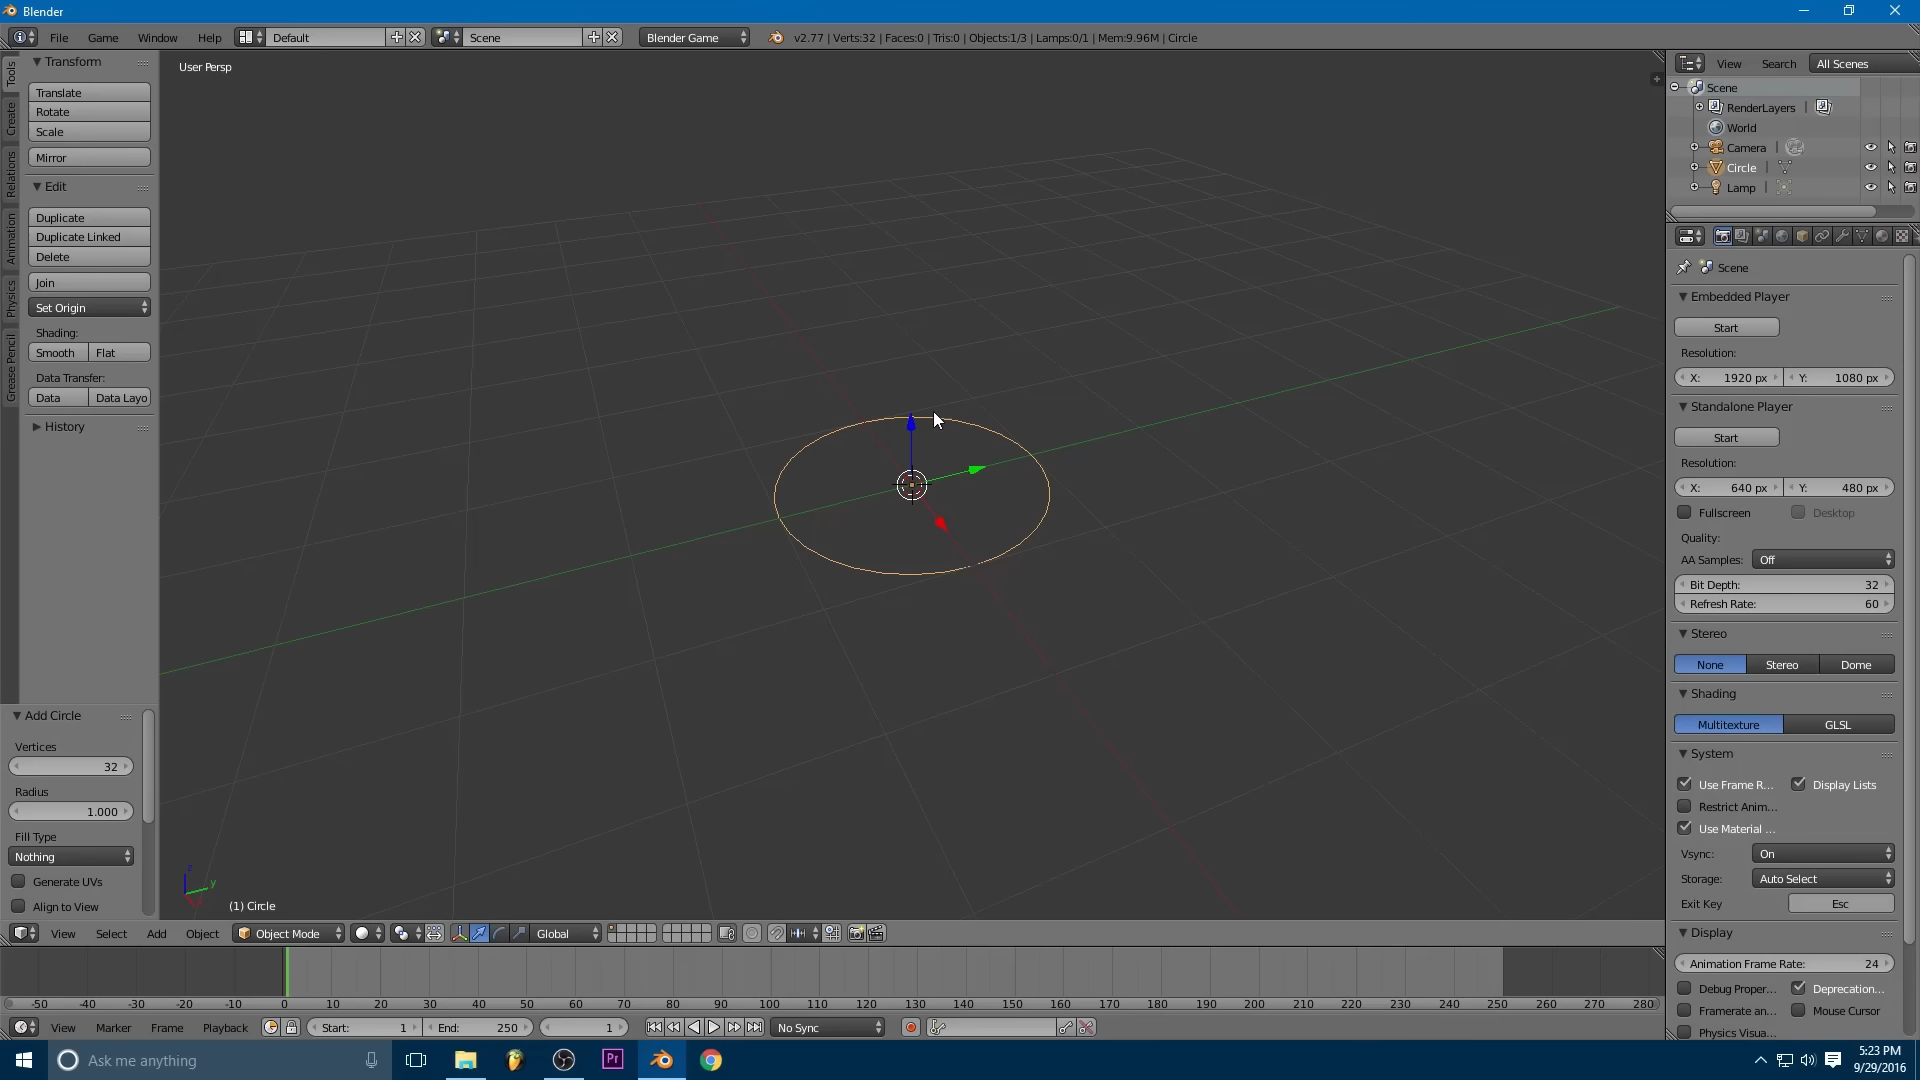 Blender
File Game Window Help Default Scene Blender Game v2.77 | Verts:32 | Faces:0 | Tris:0 | Objects:1/3 | Lamps:0/1 | Mem:9.96M | Circle
Tools
Create
Relations
Animation
Physics
Grease Pencil
Transform
Translate
Rotate
Scale
Mirror
Edit
Duplicate
Duplicate Linked
Delete
Join
Set Origin
Shading:
Smooth Flat
Data Transfer:
Data Data Layo
History
Add Circle
Vertices
32
Radius
1.000
Fill Type
Nothing
Generate UVs
Align to View
User Persp
z
y
(1) Circle
View Select Add Object Object Mode Global
-50 -40 -30 -20 -10 0 10 20 30 40 50 60 70 80 90 100 110 120 130 140 150 160 170 180 190 200 210 220 230 240 250 260 270 280
View Marker Frame Playback Start: 1 End: 250 1 No Sync
View Search All Scenes
Scene
RenderLayers
World
Camera
Circle
Lamp
Scene
Embedded Player
Start
Resolution:
X: 1920 px Y: 1080 px
Standalone Player
Start
Resolution:
X: 640 px Y: 480 px
Fullscreen Desktop
Quality:
AA Samples: Off
Bit Depth: 32
Refresh Rate: 60
Stereo
None Stereo Dome
Shading
Multitexture GLSL
System
Use Frame R... Display Lists
Restrict Anim...
Use Material ...
Vsync: On
Storage: Auto Select
Exit Key Esc
Display
Animation Frame Rate: 24
Debug Proper... Deprecation...
Framerate an... Mouse Cursor
Physics Visua...
Ask me anything
Pr
5:23 PM
9/29/2016